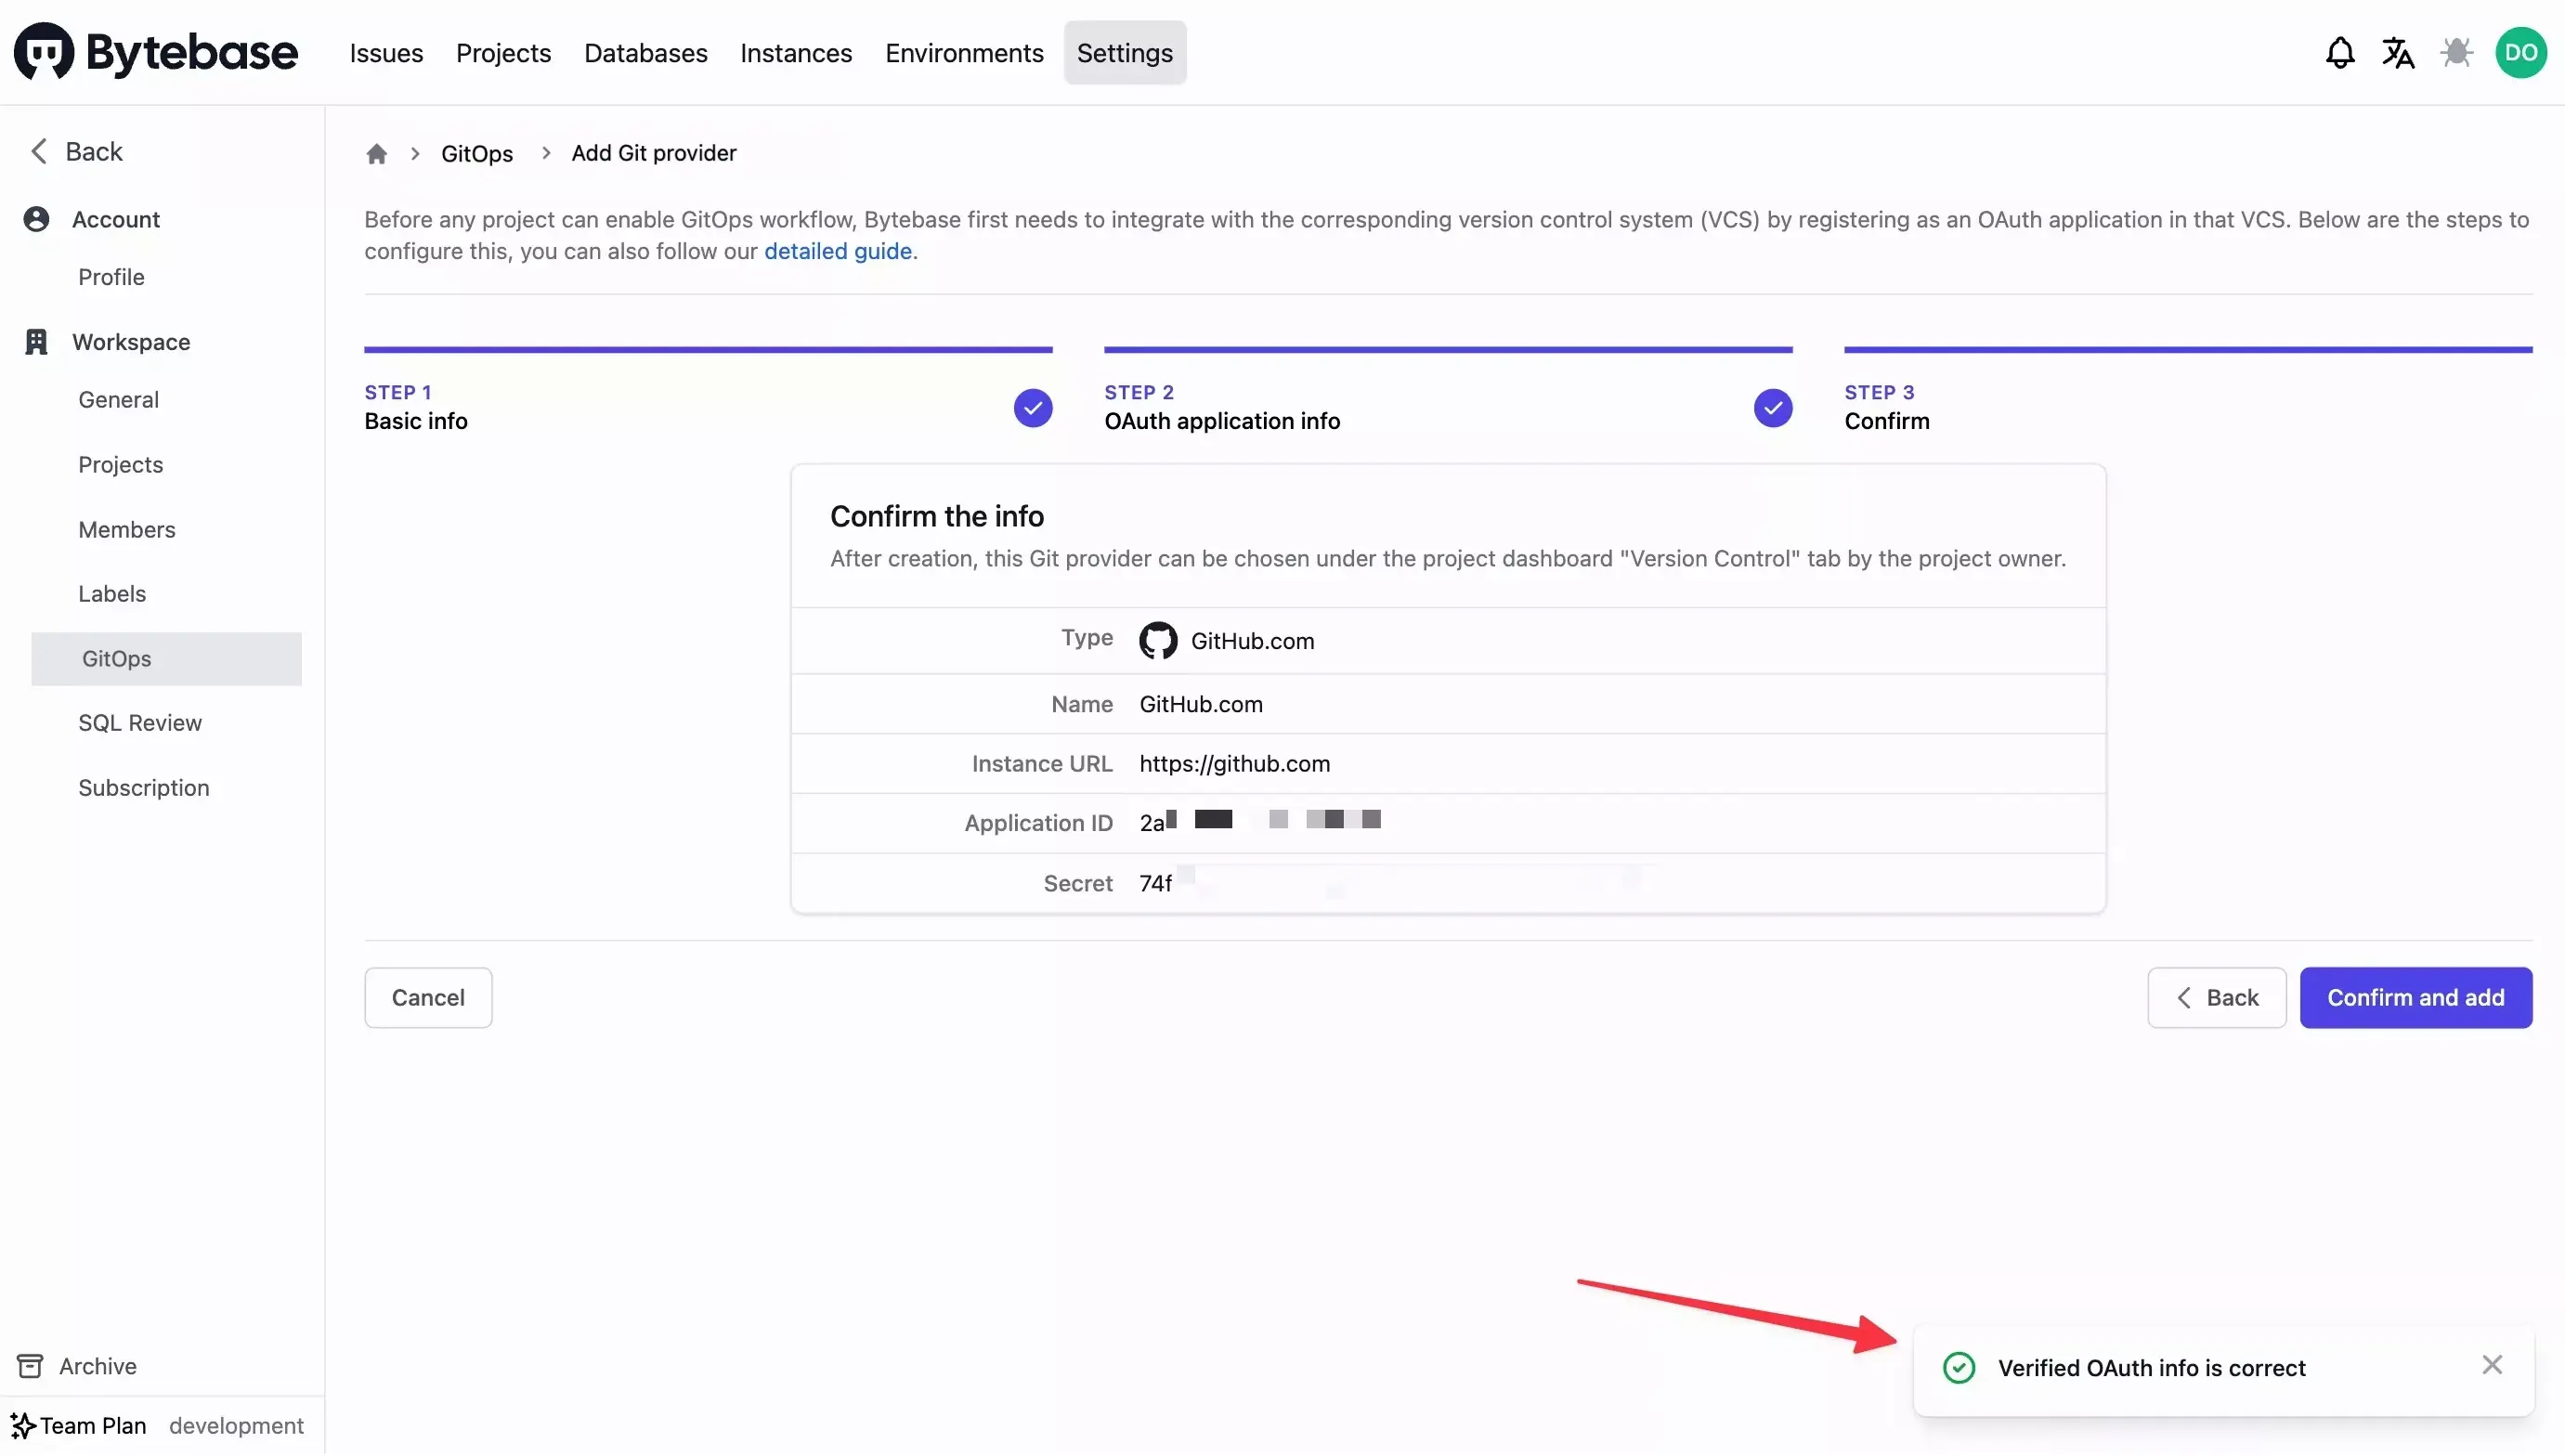 Bytebase
Issues
Projects
Databases
Instances
Environments
Settings
DO
Back
Account
Profile
Workspace
General
Projects
Members
Labels
GitOps
SQL Review
Subscription
Archive
Team Plan
development
GitOps
Add Git provider
Before any project can enable GitOps workflow, Bytebase first needs to integrate with the corresponding version control system (VCS) by registering as an OAuth application in that VCS. Below are the steps to
configure this, you can also follow our detailed guide.
STEP 1
Basic info
STEP 2
OAuth application info
STEP 3
Confirm
Confirm the info
After creation, this Git provider can be chosen under the project dashboard "Version Control" tab by the project owner.
Type GitHub.com
Name GitHub.com
Instance URL https://github.com
Application ID 2a
Secret 74f
Cancel
Back
Confirm and add
Verified OAuth info is correct